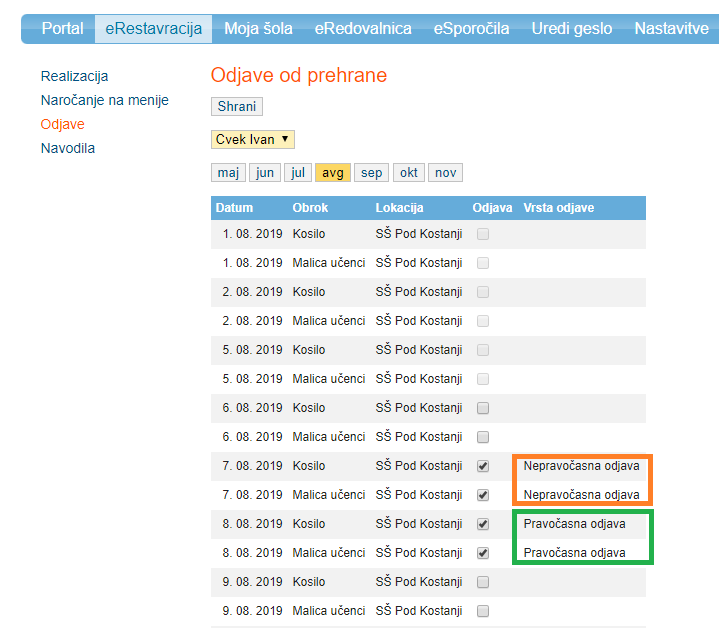 Portal eRestavracija Moja šola eRedovalnica eSporočila Uredi geslo Nastavitve
Realizacija
Naročanje na menije
Odjave
Navodila
Odjave od prehrane
Shrani
Cvek Ivan
maj jun jul avg sep okt nov
Datum Obrok Lokacija Odjava Vrsta odjave
1. 08. 2019 Kosilo SŠ Pod Kostanji
1. 08. 2019 Malica učenci SŠ Pod Kostanji
2. 08. 2019 Kosilo SŠ Pod Kostanji
2. 08. 2019 Malica učenci SŠ Pod Kostanji
5. 08. 2019 Kosilo SŠ Pod Kostanji
5. 08. 2019 Malica učenci SŠ Pod Kostanji
6. 08. 2019 Kosilo SŠ Pod Kostanji
6. 08. 2019 Malica učenci SŠ Pod Kostanji
7. 08. 2019 Kosilo SŠ Pod Kostanji Nepravočasna odjava
7. 08. 2019 Malica učenci SŠ Pod Kostanji Nepravočasna odjava
8. 08. 2019 Kosilo SŠ Pod Kostanji Pravočasna odjava
8. 08. 2019 Malica učenci SŠ Pod Kostanji Pravočasna odjava
9. 08. 2019 Kosilo SŠ Pod Kostanji
9. 08. 2019 Malica učenci SŠ Pod Kostanji